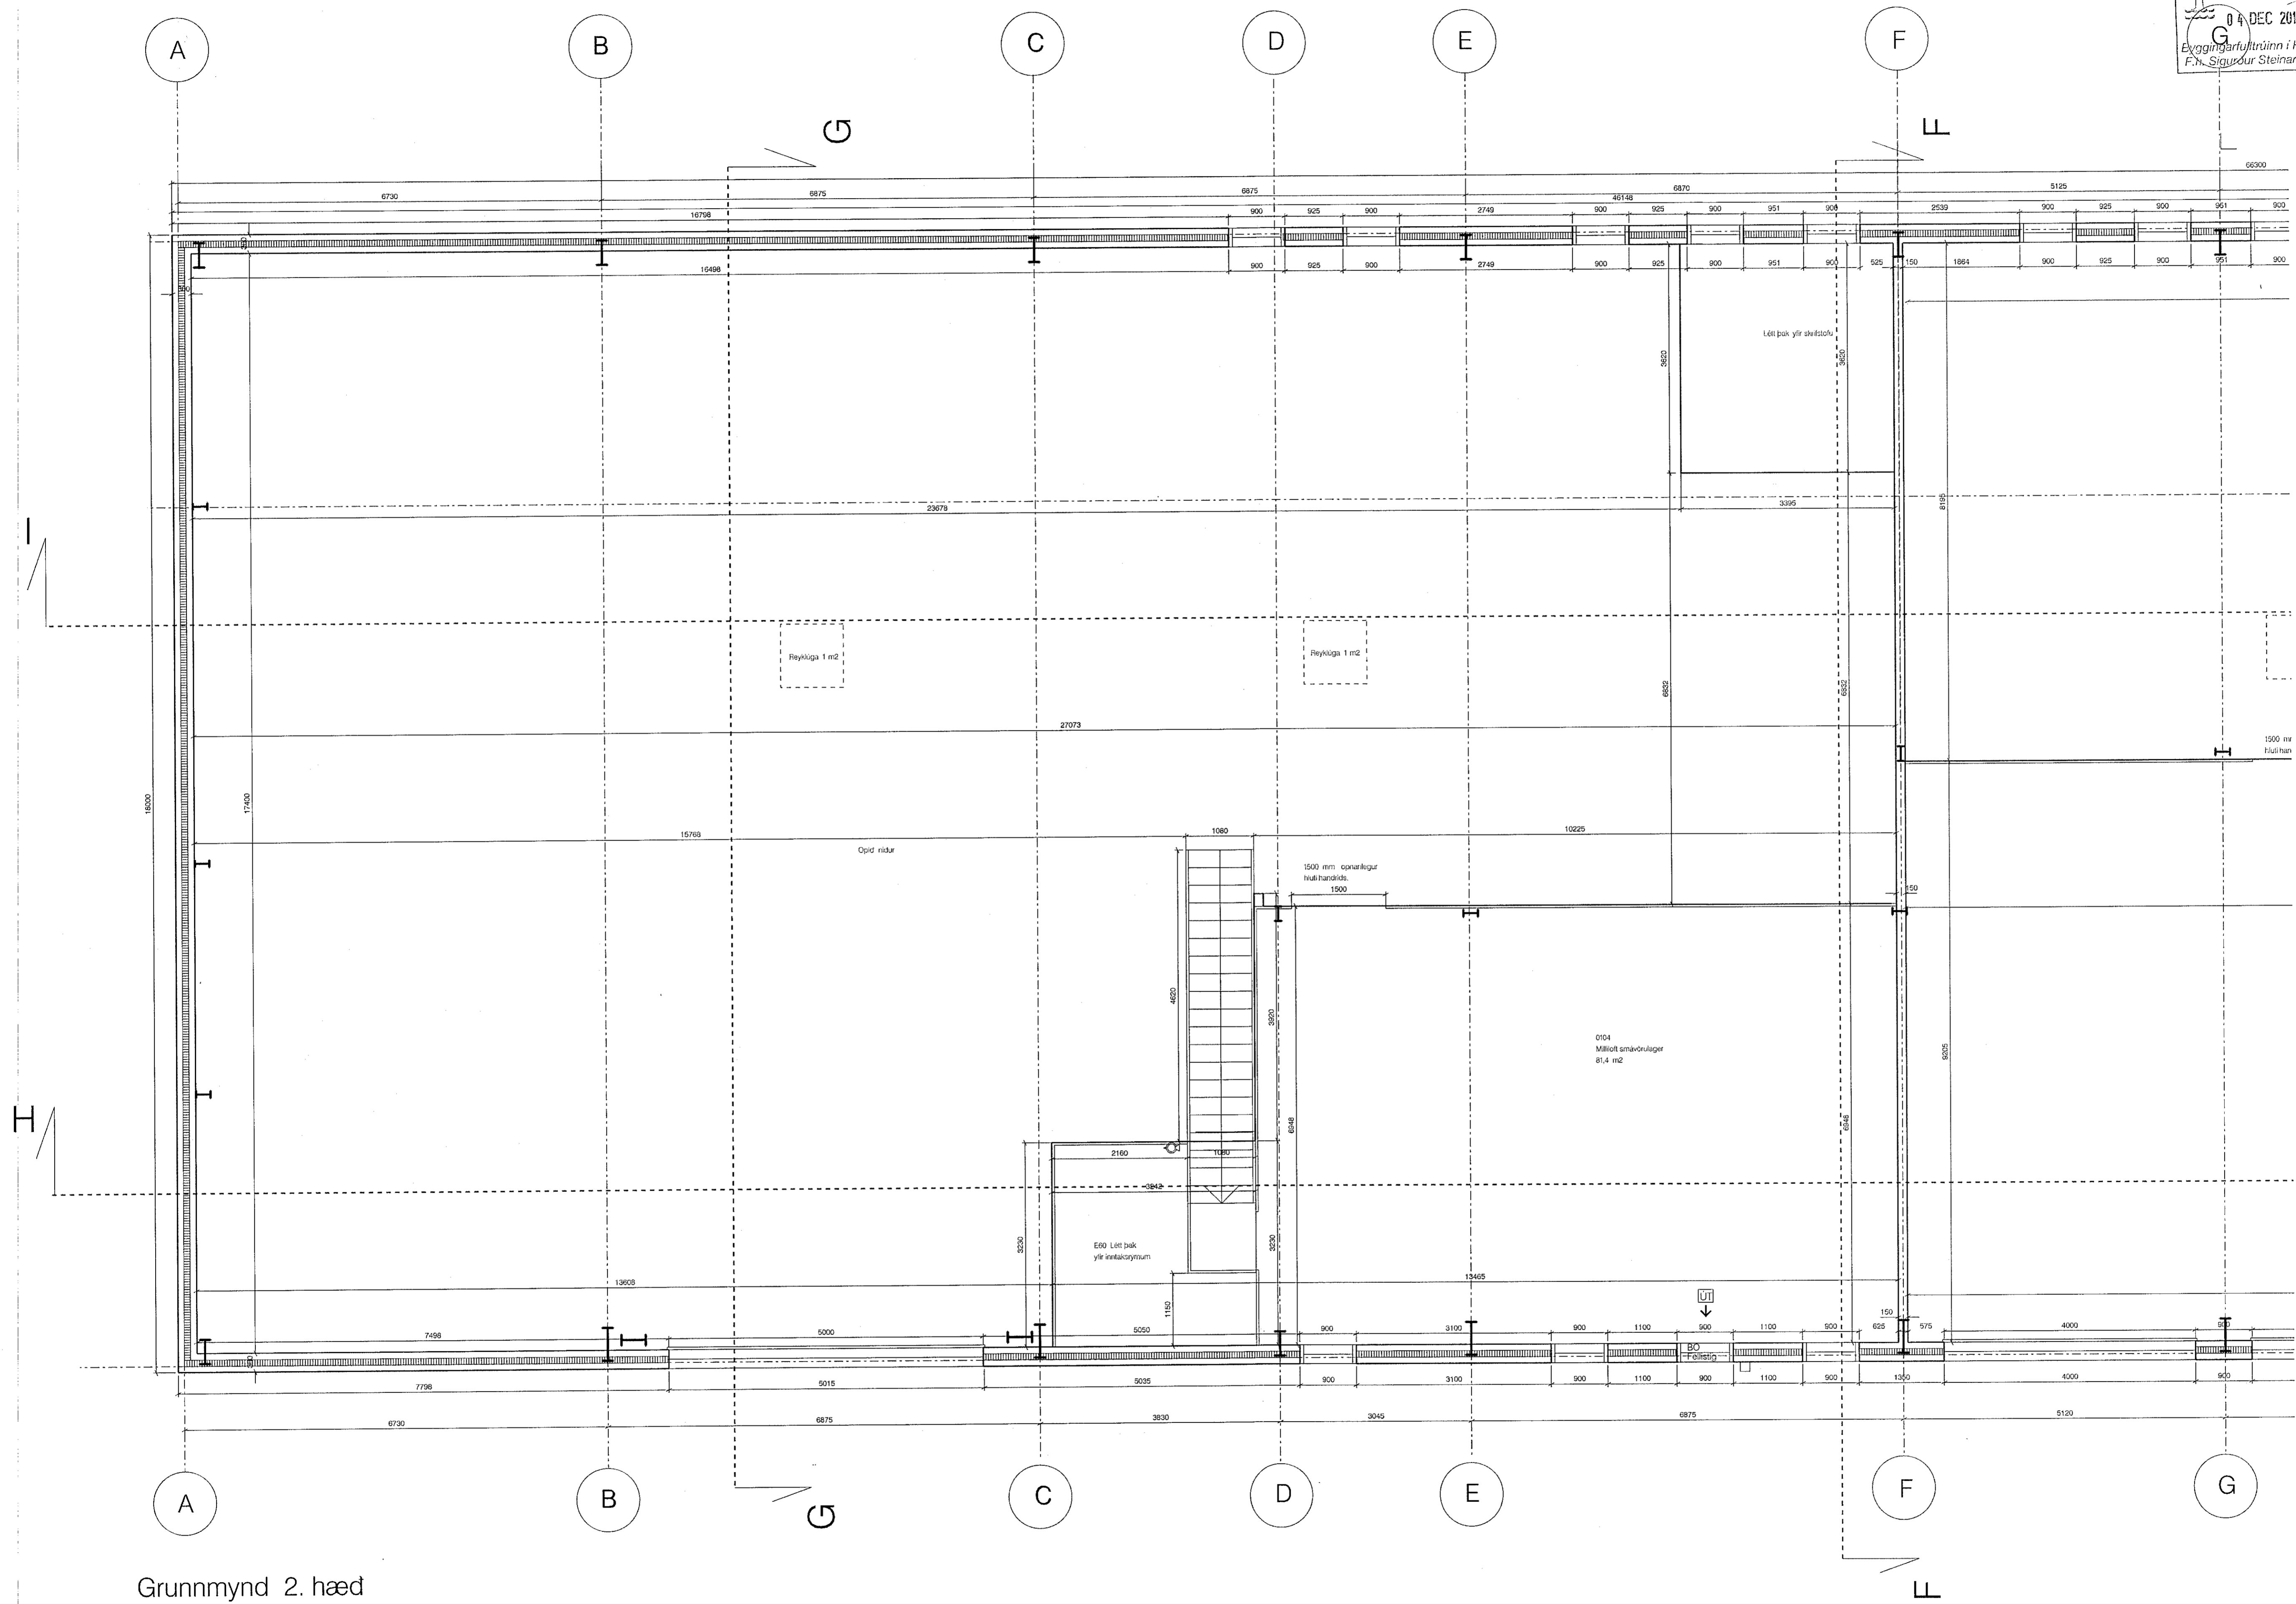 A
B
C
D
E
F
G
04 DEC 201
Byggingarfulltrúinn í
F.h. Sigurður Steinar
G
F
66300
6730
6875
6875
6870
5125
46148
16798
900
925
900
2749
900
925
900
951
900
2539
900
925
900
951
900
16498
900
925
900
2749
900
925
900
951
900
525
150
1864
900
925
900
951
900
300
Létt þak yfir skrifstofu
3620
3620
23678
3395
8195
I
Reyklúga 1 m2
Reyklúga 1 m2
6832
6832
27073
1500
hluti han
18000
17400
15768
1080
10225
Opið niður
1500 mm opnanlegur
hluti handriðs.
1500
150
4620
3920
0104
Milliloft smávörulager
81,4 m2
9205
H
6948
6948
2160
1080
3242
3230
3230
E60 Létt þak
yfir inntaksrýmum
13608
13465
1150
ÚT
150
7498
5000
5050
900
3100
900
1100
900
1100
900
625
575
4000
900
BO
Fellistig
7798
5015
5035
900
3100
900
1100
900
1100
900
1350
4000
900
6730
6875
3830
3045
6875
5120
A
B
G
C
D
E
F
G
F
Grunnmynd 2. hæð